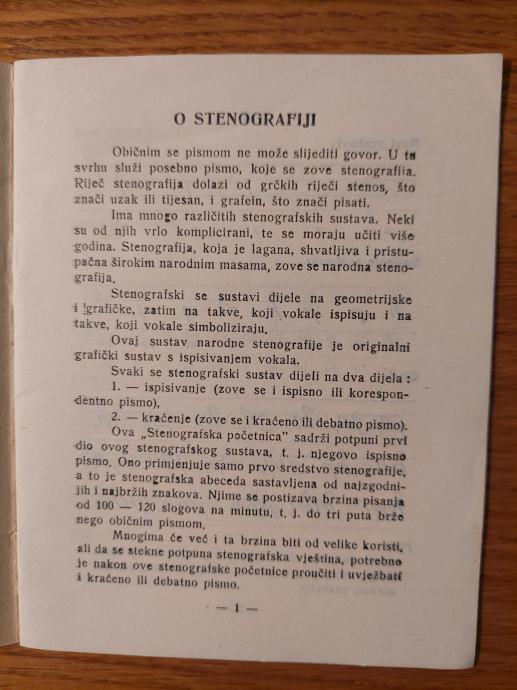 O STENOGRAFIJI
Običnim se pismom ne može slijediti govor. U tu
svrhu služi posebno pismo, koje se zove stenografija.
Riječ stenografija dolazi od grčkih riječi stenos, što
znači uzak ili tijesan, i grafein, što znači pisati.
Ima mnogo različitih stenografskih sustava. Neki
su od njih vrlo komplicirani, te se moraju učiti više
godina. Stenografija, koja je lagana, shvatljiva i pristu-
pačna širokim narodnim masama, zove se narodna steno-
grafija.
Stenografski se sustavi dijele na geometrijske
i grafičke, zatim na takve, koji vokale ispisuju i na
takve, koji vokale simboliziraju.
Ovaj sustav narodne stenografije je originalni
grafički sustav s ispisivanjem vokala.
Svaki se stenografski sustav dijeli na dva dijela :
1. — ispisivanje (zove se i ispisno ili korespon-
dentno pismo),
2. — kraćenje (zove se i kraćeno ili debatno pismo).
Ova „Stenografska početnica" sadrži potpuni prvi
dio ovog stenografskog sustava, t. j. njegovo ispisno
pismo. Ono primjenjuje samo prvo sredstvo stenografije,
a to je stenografska abeceda sastavljena od najzgodni-
jih i najbržih znakova. Njime se postizava brzina pisanja
od 100 — 120 slogova na minutu, t. j. do tri puta brže
nego običnim pismom.
Mnogima će već i ta brzina biti od velike koristi,
ali da se stekne potpuna stenografska vještina, potrebno
je nakon ove stenografske početnice proučiti i uvježbati
i kraćeno ili debatno pismo.
— 1 —